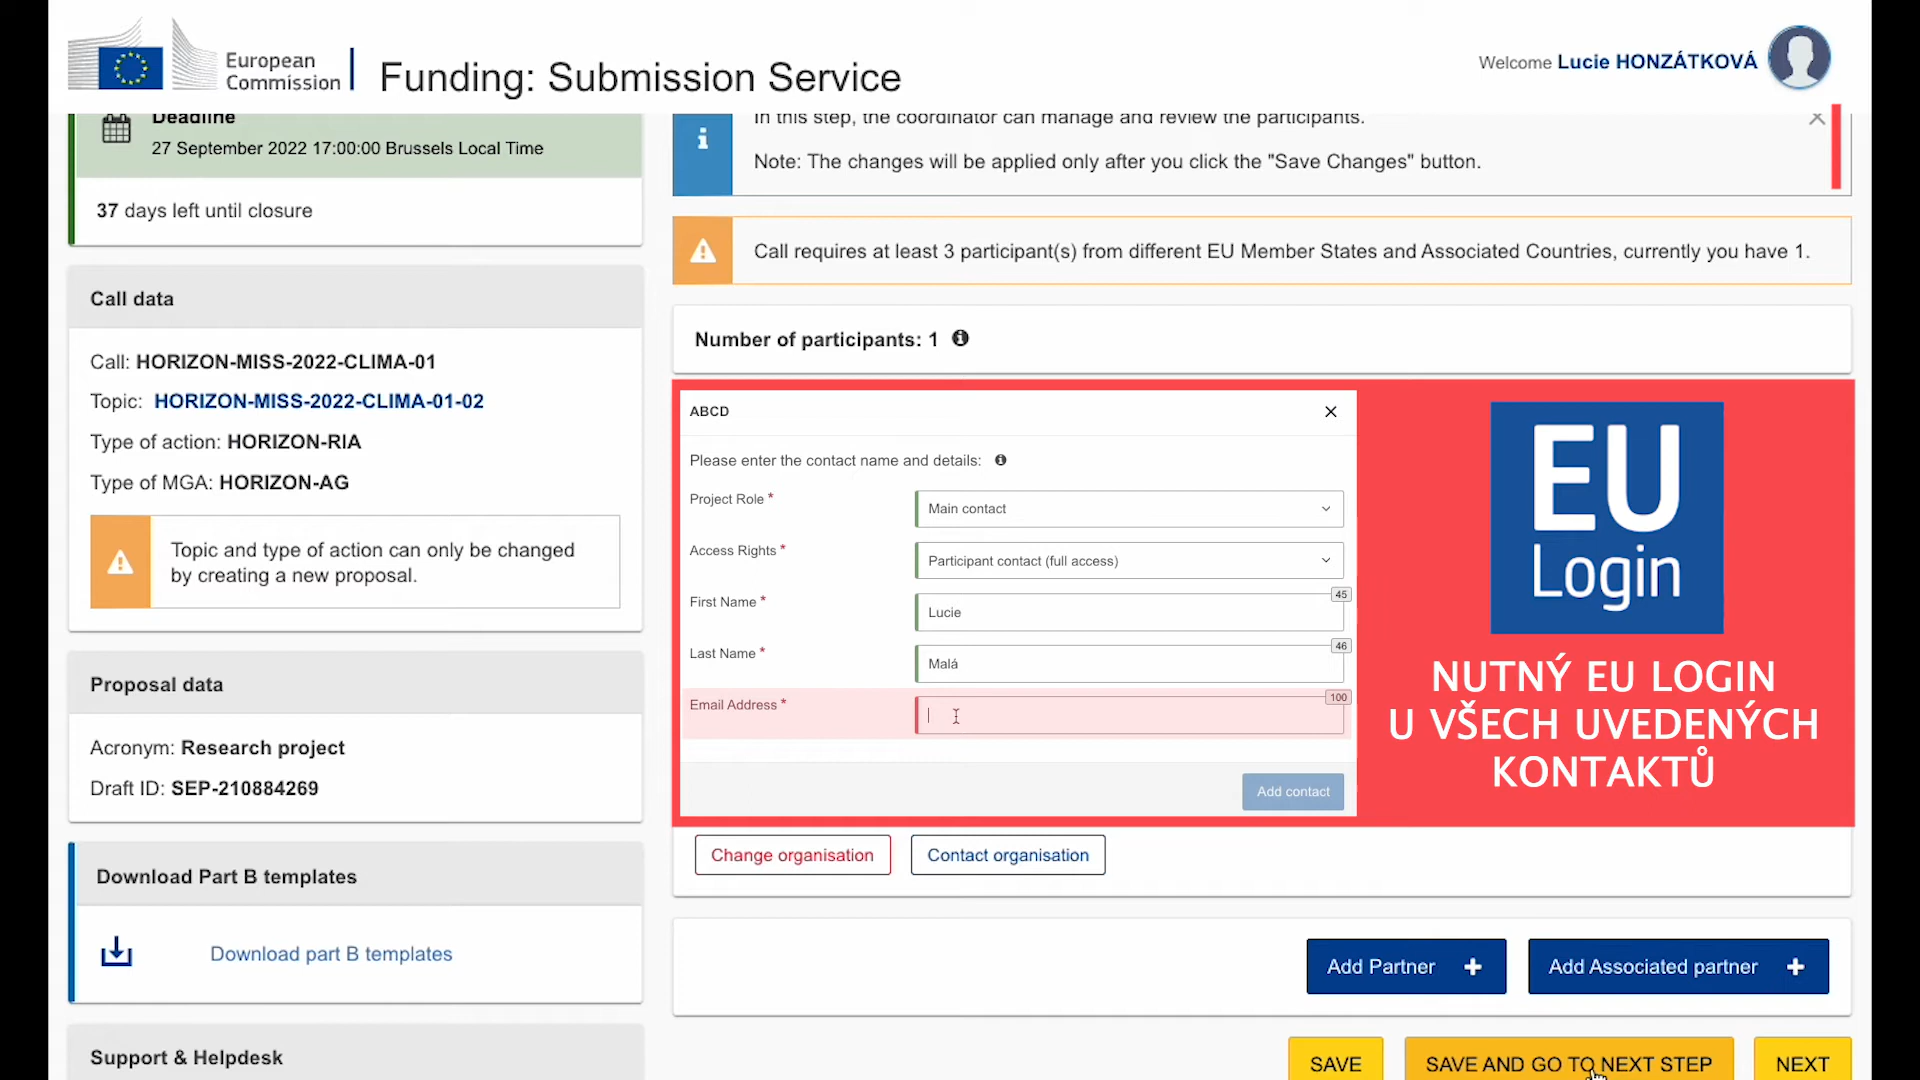 European
Commission
Funding: Submission Service
Welcome Lucie HONZÁTKOVÁ
Deadline
27 September 2022 17:00:00 Brussels Local Time
37 days left until closure
Call data
Call: HORIZON-MISS-2022-CLIMA-01
Topic: HORIZON-MISS-2022-CLIMA-01-02
Type of action: HORIZON-RIA
Type of MGA: HORIZON-AG
Topic and type of action can only be changed
by creating a new proposal.
Proposal data
Acronym: Research project
Draft ID: SEP-210884269
Download Part B templates
Download part B templates
Support & Helpdesk
In this step, the coordinator can manage and review the participants.
Note: The changes will be applied only after you click the "Save Changes" button.
Call requires at least 3 participant(s) from different EU Member States and Associated Countries, currently you have 1.
Number of participants: 1
ABCD
Please enter the contact name and details:
Project Role *
Main contact
Access Rights *
Participant contact (full access)
45
First Name *
Lucie
46
Last Name *
Malá
100
Email Address *
Add contact
EU
Login
NUTNÝ EU LOGIN
U VŠECH UVEDENÝCH
KONTAKTŮ
Change organisation
Contact organisation
Add Partner
Add Associated partner
SAVE
SAVE AND GO TO NEXT STEP
NEXT